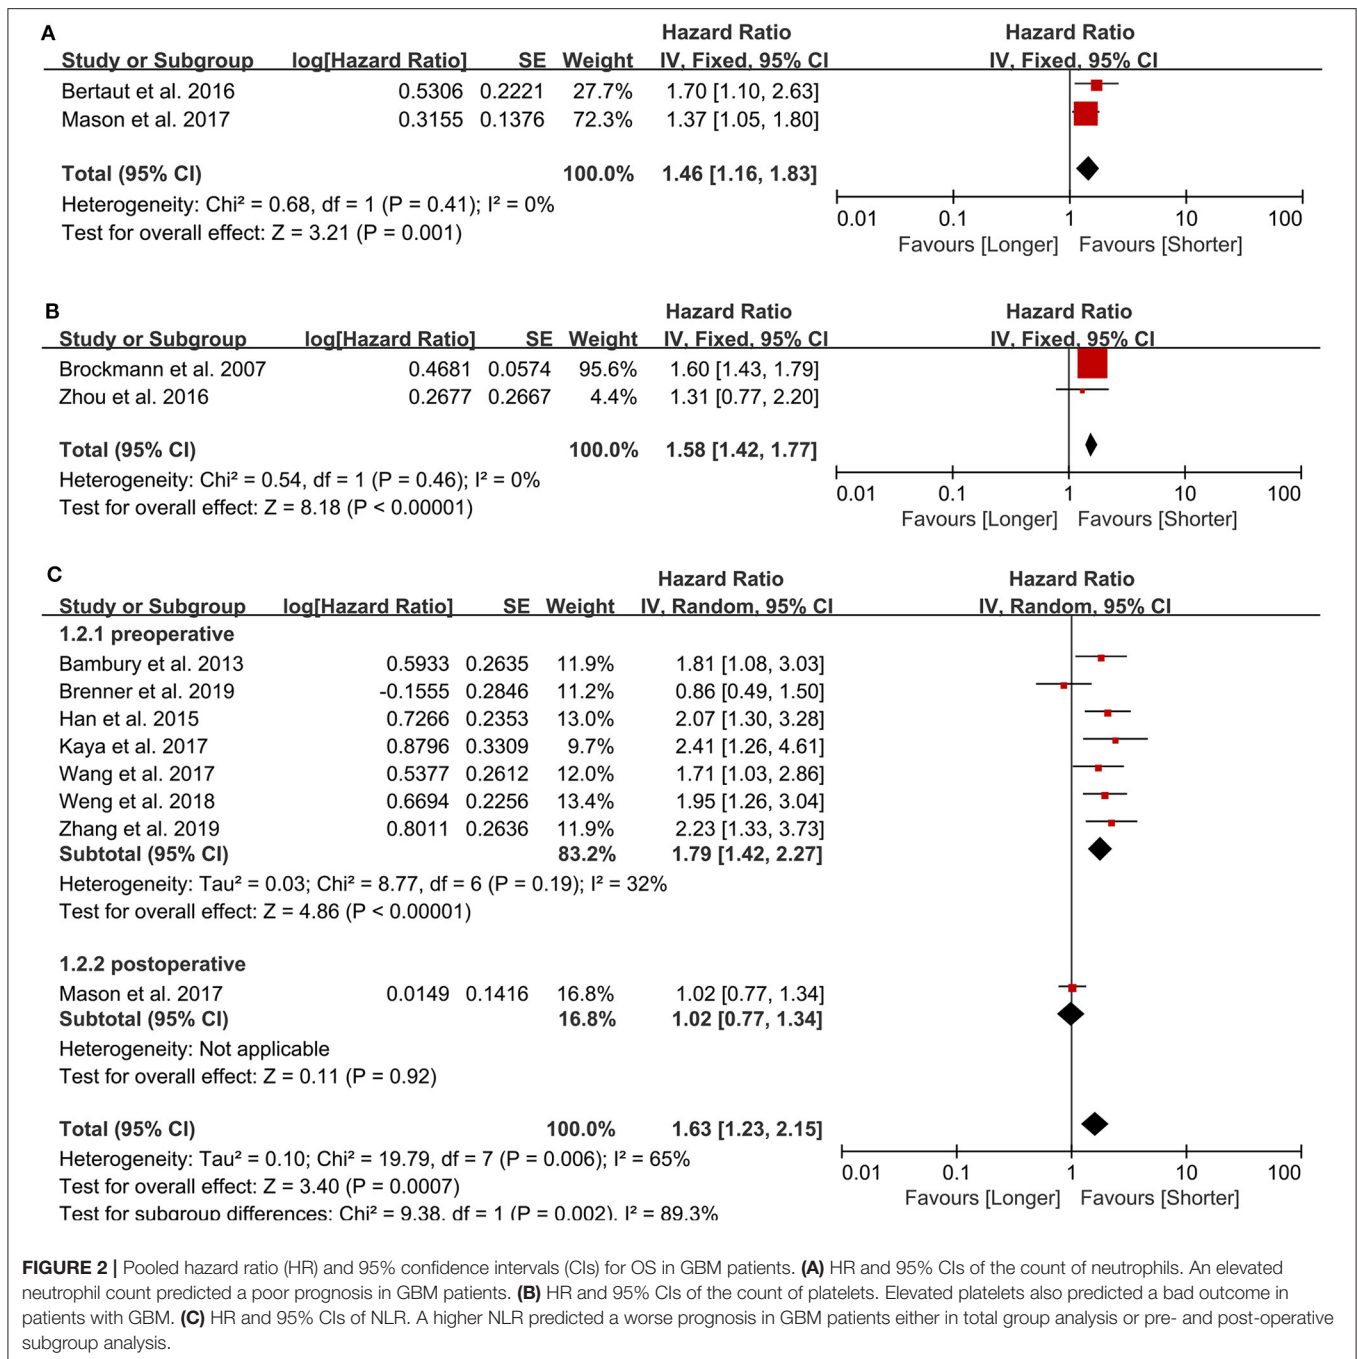 A
Hazard Ratio Hazard Ratio
Study or Subgroup log[Hazard Ratio] SE Weight IV, Fixed, 95% CI IV, Fixed, 95% CI
Bertaut et al. 2016 0.5306 0.2221 27.7% 1.70 [1.10, 2.63]
Mason et al. 2017 0.3155 0.1376 72.3% 1.37 [1.05, 1.80]
Total (95% CI) 100.0% 1.46 [1.16, 1.83]
Heterogeneity: Chi² = 0.68, df = 1 (P = 0.41); I² = 0%
Test for overall effect: Z = 3.21 (P = 0.001)
0.01 0.1 1 10 100
Favours [Longer] Favours [Shorter]
B
Hazard Ratio Hazard Ratio
Study or Subgroup log[Hazard Ratio] SE Weight IV, Fixed, 95% CI IV, Fixed, 95% CI
Brockmann et al. 2007 0.4681 0.0574 95.6% 1.60 [1.43, 1.79]
Zhou et al. 2016 0.2677 0.2667 4.4% 1.31 [0.77, 2.20]
Total (95% CI) 100.0% 1.58 [1.42, 1.77]
Heterogeneity: Chi² = 0.54, df = 1 (P = 0.46); I² = 0%
Test for overall effect: Z = 8.18 (P < 0.00001)
0.01 0.1 1 10 100
Favours [Longer] Favours [Shorter]
C
Hazard Ratio Hazard Ratio
Study or Subgroup log[Hazard Ratio] SE Weight IV, Random, 95% CI IV, Random, 95% CI
1.2.1 preoperative
Bambury et al. 2013 0.5933 0.2635 11.9% 1.81 [1.08, 3.03]
Brenner et al. 2019 -0.1555 0.2846 11.2% 0.86 [0.49, 1.50]
Han et al. 2015 0.7266 0.2353 13.0% 2.07 [1.30, 3.28]
Kaya et al. 2017 0.8796 0.3309 9.7% 2.41 [1.26, 4.61]
Wang et al. 2017 0.5377 0.2612 12.0% 1.71 [1.03, 2.86]
Weng et al. 2018 0.6694 0.2256 13.4% 1.95 [1.26, 3.04]
Zhang et al. 2019 0.8011 0.2636 11.9% 2.23 [1.33, 3.73]
Subtotal (95% CI) 83.2% 1.79 [1.42, 2.27]
Heterogeneity: Tau² = 0.03; Chi² = 8.77, df = 6 (P = 0.19); I² = 32%
Test for overall effect: Z = 4.86 (P < 0.00001)
1.2.2 postoperative
Mason et al. 2017 0.0149 0.1416 16.8% 1.02 [0.77, 1.34]
Subtotal (95% CI) 16.8% 1.02 [0.77, 1.34]
Heterogeneity: Not applicable
Test for overall effect: Z = 0.11 (P = 0.92)
Total (95% CI) 100.0% 1.63 [1.23, 2.15]
Heterogeneity: Tau² = 0.10; Chi² = 19.79, df = 7 (P = 0.006); I² = 65%
Test for overall effect: Z = 3.40 (P = 0.0007)
Test for subgroup differences: Chi² = 9.38, df = 1 (P = 0.002), I² = 89.3%
0.01 0.1 1 10 100
Favours [Longer] Favours [Shorter]
FIGURE 2 | Pooled hazard ratio (HR) and 95% confidence intervals (CIs) for OS in GBM patients. (A) HR and 95% CIs of the count of neutrophils. An elevated
neutrophil count predicted a poor prognosis in GBM patients. (B) HR and 95% CIs of the count of platelets. Elevated platelets also predicted a bad outcome in
patients with GBM. (C) HR and 95% CIs of NLR. A higher NLR predicted a worse prognosis in GBM patients either in total group analysis or pre- and post-operative
subgroup analysis.